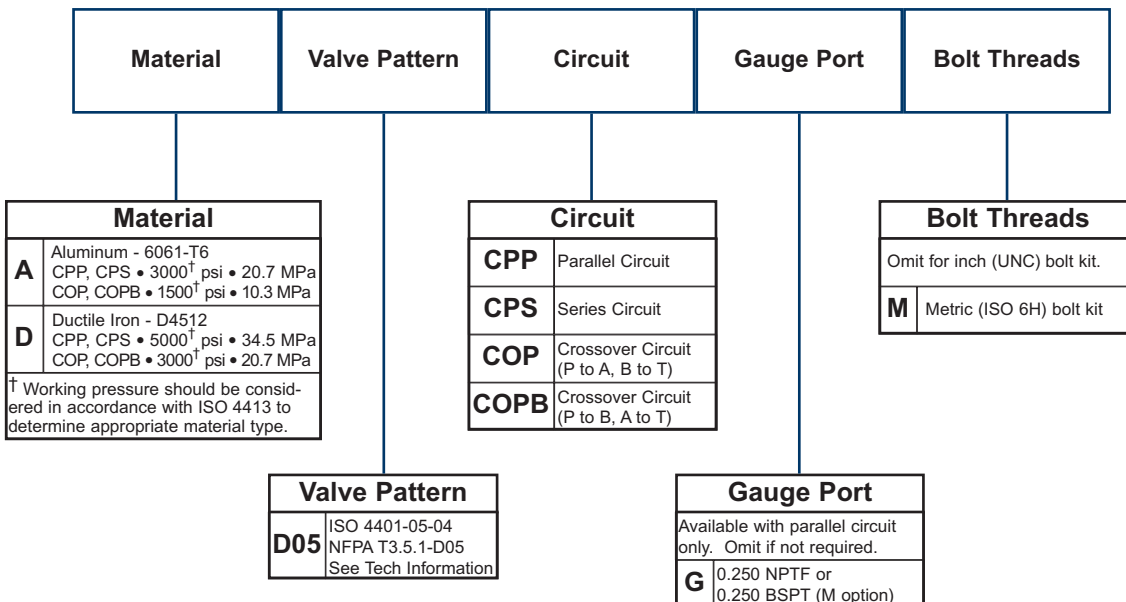 Material
Valve Pattern
Circuit
Gauge Port
Bolt Threads
Material
A
Aluminum - 6061-T6
CPP, CPS • 3000† psi • 20.7 MPa
COP, COPB • 1500† psi • 10.3 MPa
D
Ductile Iron - D4512
CPP, CPS • 5000† psi • 34.5 MPa
COP, COPB • 3000† psi • 20.7 MPa
† Working pressure should be consid-
ered in accordance with ISO 4413 to
determine appropriate material type.
Circuit
CPP Parallel Circuit
CPS Series Circuit
COP Crossover Circuit
(P to A, B to T)
COPB Crossover Circuit
(P to B, A to T)
Bolt Threads
Omit for inch (UNC) bolt kit.
M Metric (ISO 6H) bolt kit
Valve Pattern
D05
ISO 4401-05-04
NFPA T3.5.1-D05
See Tech Information
Gauge Port
Available with parallel circuit
only. Omit if not required.
G
0.250 NPTF or
0.250 BSPT (M option)